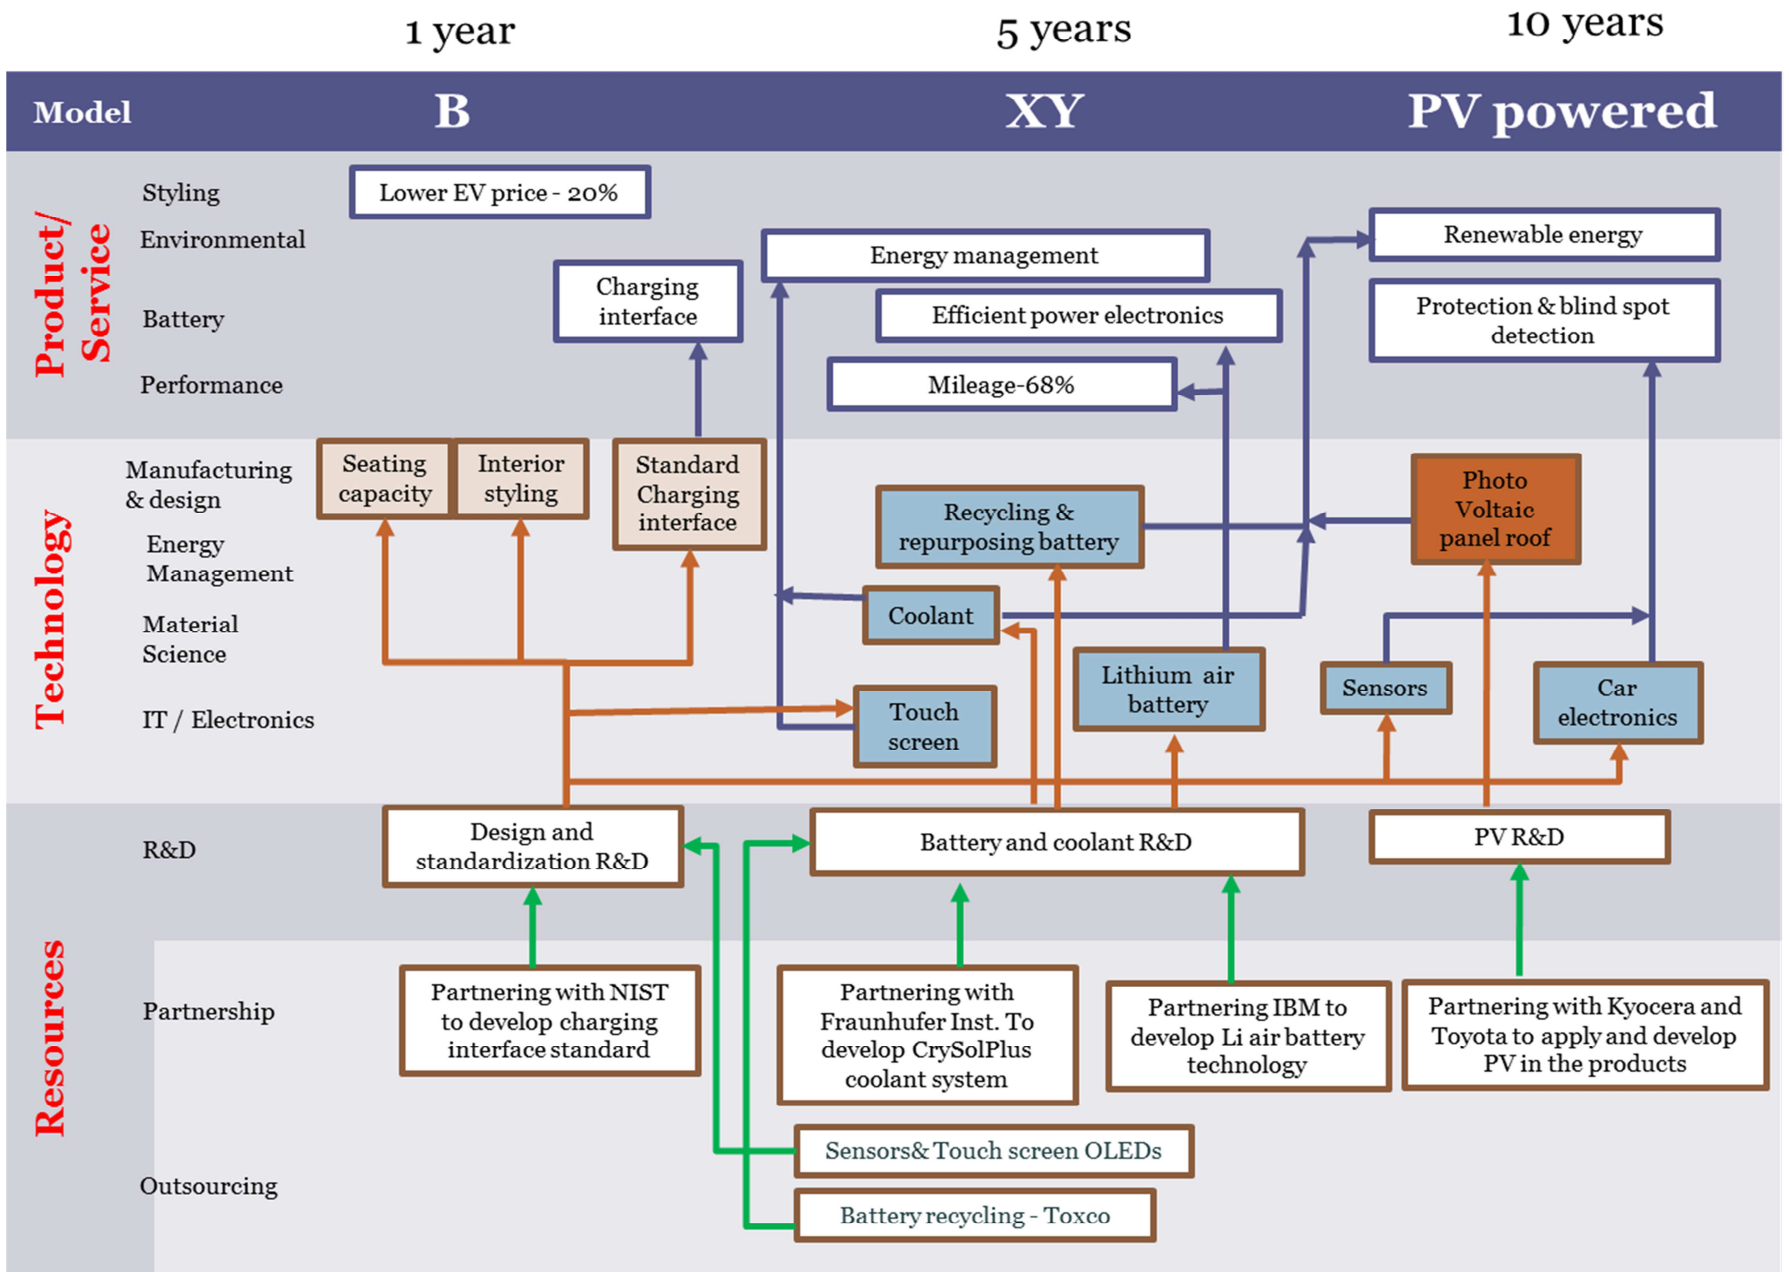 1 year
5 years
10 years
Model
B
XY
PV powered
Product/
Service
Styling
Lower EV price - 20%
Environmental
Energy management
Renewable energy
Charging
interface
Battery
Efficient power electronics
Protection & blind spot
detection
Performance
Mileage-68%
Technology
Manufacturing
& design
Seating
capacity
Interior
styling
Standard
Charging
interface
Recycling &
repurposing battery
Photo
Voltaic
panel roof
Energy
Management
Coolant
Material
Science
Lithium air
battery
Sensors
Car
electronics
IT / Electronics
Touch
screen
Resources
R&D
Design and
standardization R&D
Battery and coolant R&D
PV R&D
Partnership
Partnering with NIST
to develop charging
interface standard
Partnering with
Fraunhufer Inst. To
develop CrySolPlus
coolant system
Partnering IBM to
develop Li air battery
technology
Partnering with Kyocera and
Toyota to apply and develop
PV in the products
Outsourcing
Sensors& Touch screen OLEDs
Battery recycling - Toxco